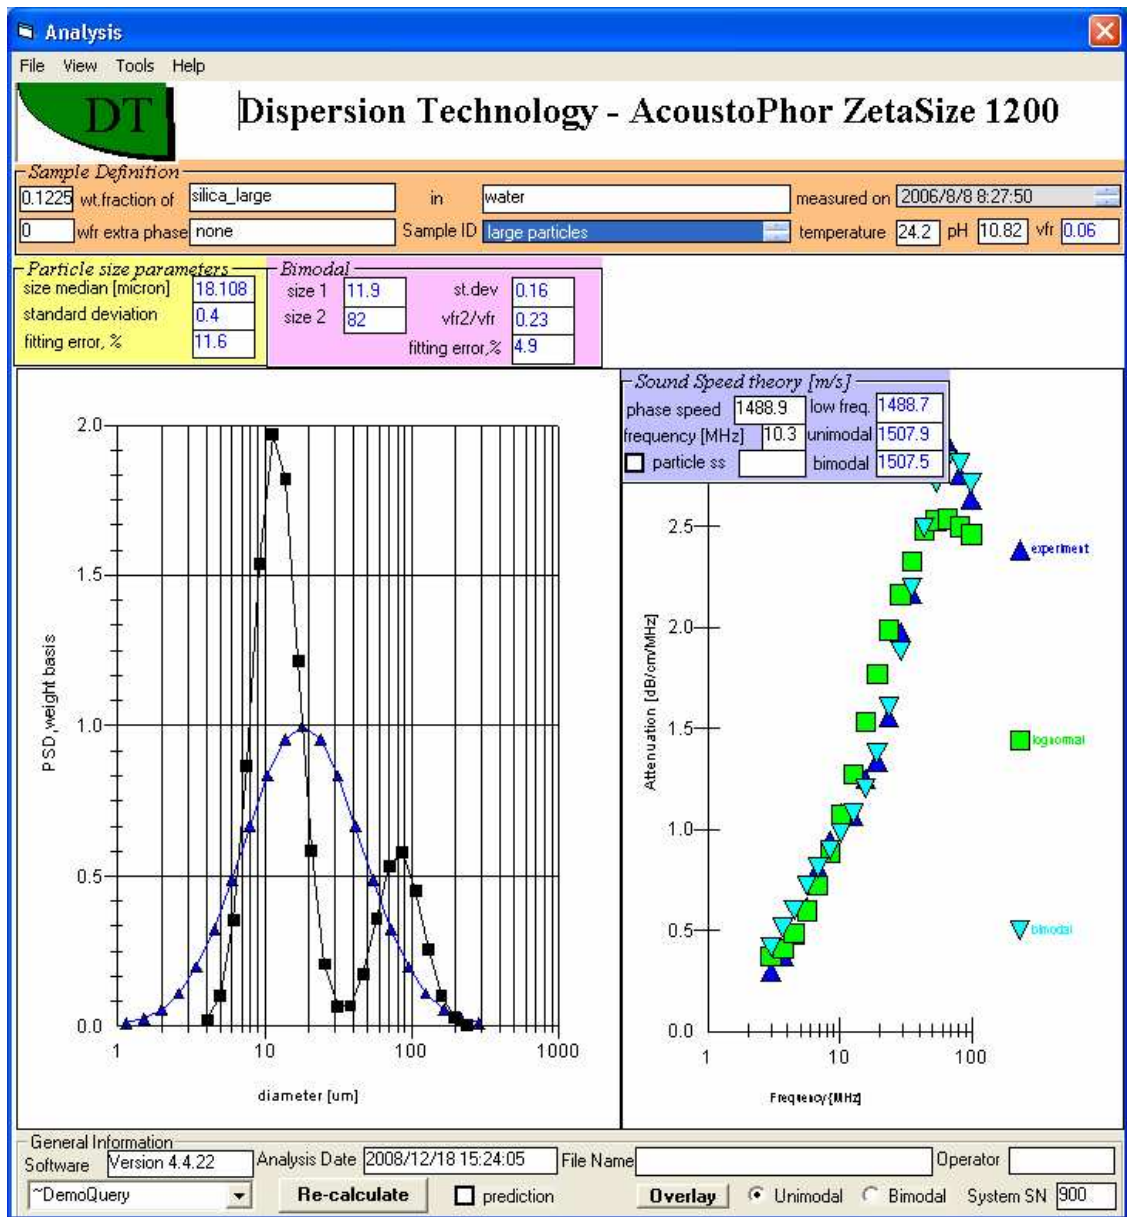 Analysis
File View Tools Help
DT
Dispersion Technology - AcoustoPhor ZetaSize 1200
Sample Definition
0.1225 wt.fraction of silica_large in water measured on 2006/8/8 8:27:50
0 wfr extra phase none Sample ID large particles temperature 24.2 pH 10.82 vfr 0.06
Particle size parameters Bimodal
size median [micron] 18.108 size 1 11.9 st.dev 0.16
standard deviation 0.4 size 2 82 vfr2/vfr 0.23
fitting error, % 11.6 fitting error,% 4.9
Sound Speed theory [m/s]
phase speed 1488.9 low freq. 1488.7
frequency [MHz] 10.3 unimodal 1507.9
particle ss bimodal 1507.5
PSD,weight basis
2.0
1.5
1.0
0.5
0.0
1 10 100 1000
diameter [um]
Attenuation [dB/cm/MHz]
2.5
2.0
1.5
1.0
0.5
0.0
1 10 100
Frequency[MHz]
experiment
lognormal
bimodal
General Information
Software Version 4.4.22 Analysis Date 2008/12/18 15:24:05 File Name Operator
~DemoQuery Re-calculate prediction Overlay Unimodal Bimodal System SN 900